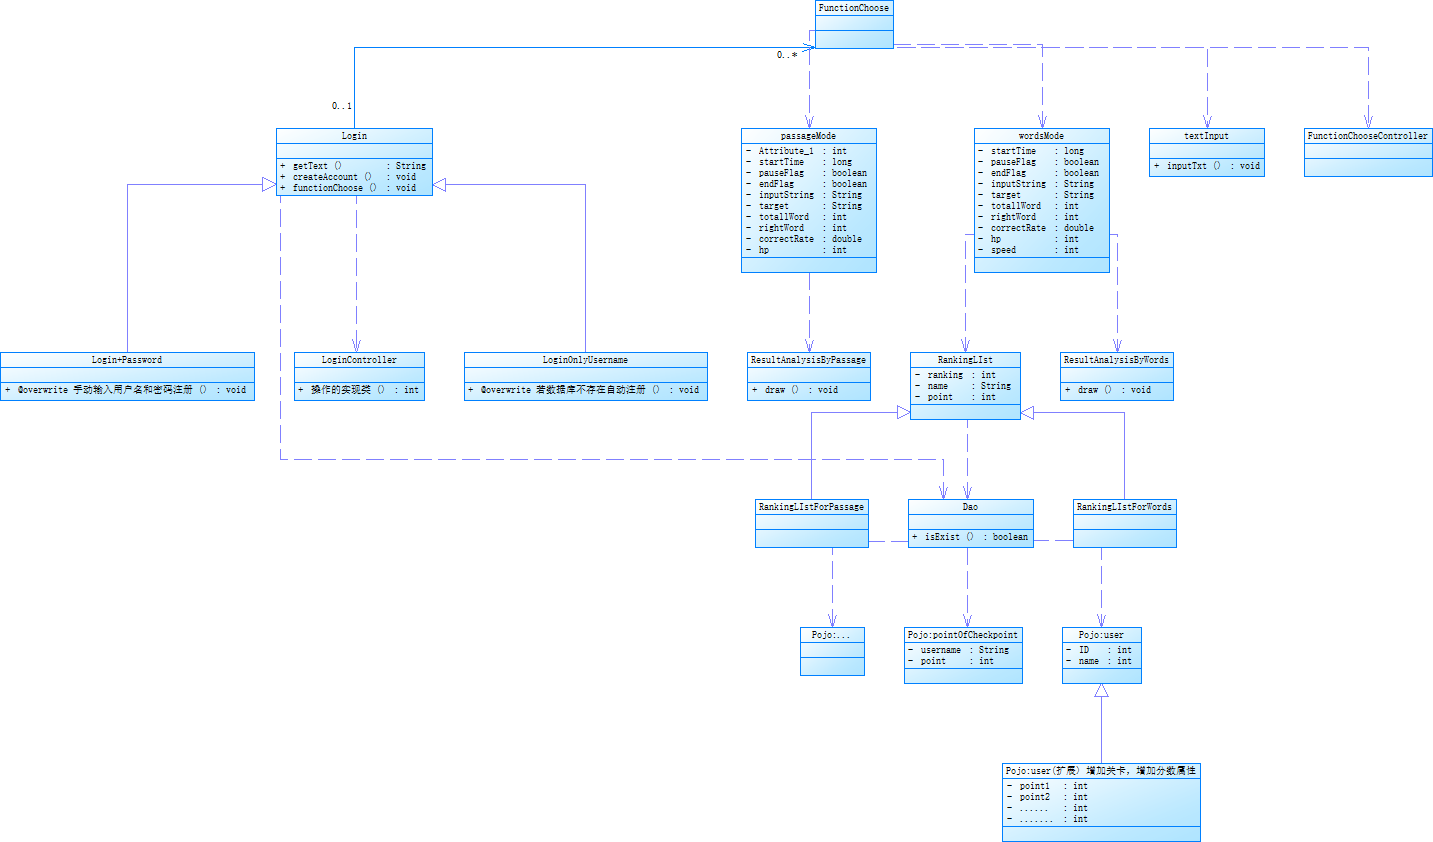 FunctionChoose
0..*
0..1
Login
+ getText () : String
+ createAccount () : void
+ functionChoose () : void
passageMode
- Attribute_1 : int
- startTime : long
- pauseFlag : boolean
- endFlag : boolean
- inputString : String
- target : String
- totallWord : int
- rightWord : int
- correctRate : double
- hp : int
wordsMode
- startTime : long
- pauseFlag : boolean
- endFlag : boolean
- inputString : String
- target : String
- totallWord : int
- rightWord : int
- correctRate : double
- hp : int
- speed : int
textInput
+ inputTxt () : void
FunctionChooseController
Login+Password
+ @overwrite 手动输入用户名和密码注册 () : void
LoginController
+ 操作的实现类 () : int
LoginOnlyUsername
+ @overwrite 若数据库不存在自动注册 () : void
ResultAnalysisByPassage
+ draw () : void
RankingLIst
- ranking : int
- name : String
- point : int
ResultAnalysisByWords
+ draw () : void
RankingLIstForPassage
Dao
+ isExist () : boolean
RankingLIstForWords
Pojo:...
Pojo:pointOfCheckpoint
- username : String
- point : int
Pojo:user
- ID : int
- name : int
Pojo:user(扩展) 增加关卡，增加分数属性
- point1 : int
- point2 : int
- ...... : int
- ....... : int